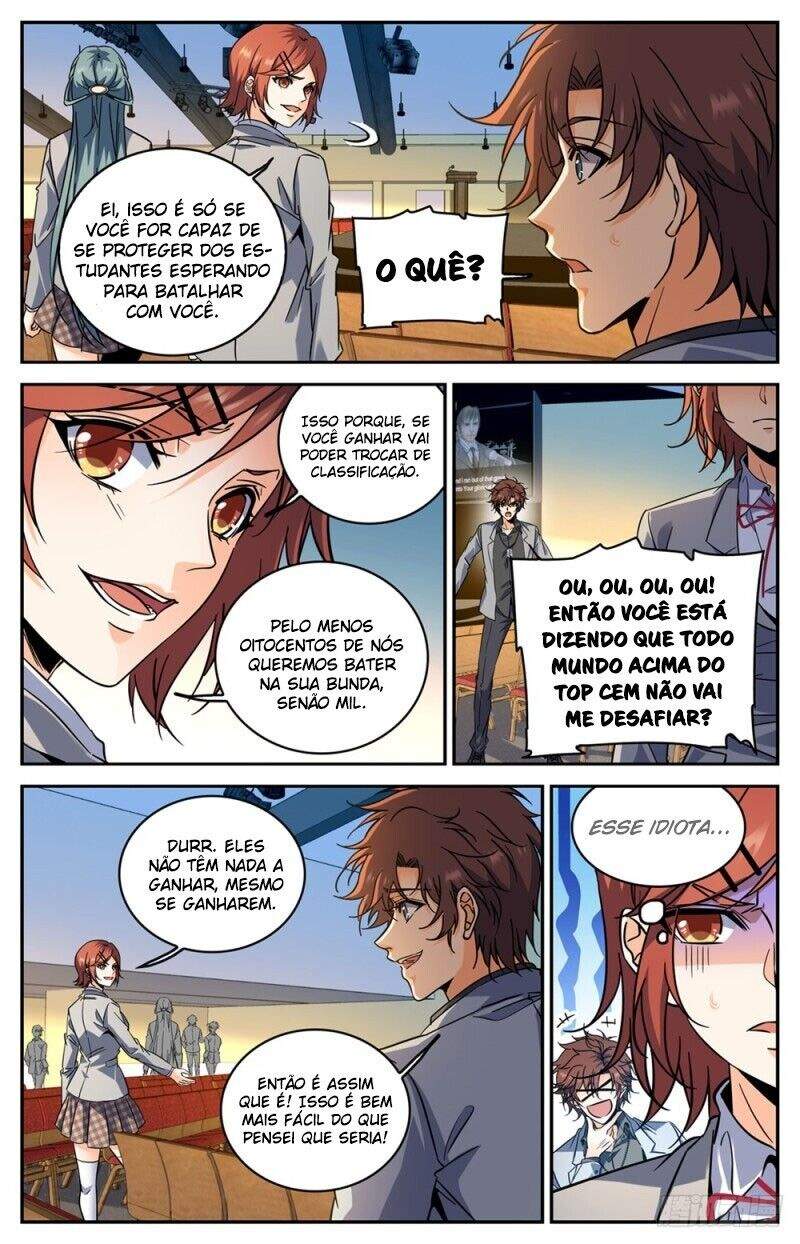 EI, ISSO É SÓ SE
VOCÊ FOR CAPAZ DE
SE PROTEGER DOS ES-
TUDANTES ESPERANDO
PARA BATALHAR
COM VOCÊ.
O QUÊ?
ISSO PORQUE, SE
VOCÊ GANHAR VAI
PODER TROCAR DE
CLASSIFICAÇÃO.
PELO MENOS
OITOCENTOS DE NÓS
QUEREMOS BATER
NA SUA BUNDA,
SENÃO MIL.
OU, OU, OU, OU!
ENTÃO VOCÊ ESTÁ
DIZENDO QUE TODO
MUNDO ACIMA DO
TOP CEM NÃO VAI
ME DESAFIAR?
DURR. ELES
NÃO TÊM NADA A
GANHAR, MESMO
SE GANHAREM.
ENTÃO É ASSIM
QUE É! ISSO É BEM
MAIS FÁCIL DO QUE
PENSEI QUE SERIA!
ESSE IDIOTA...